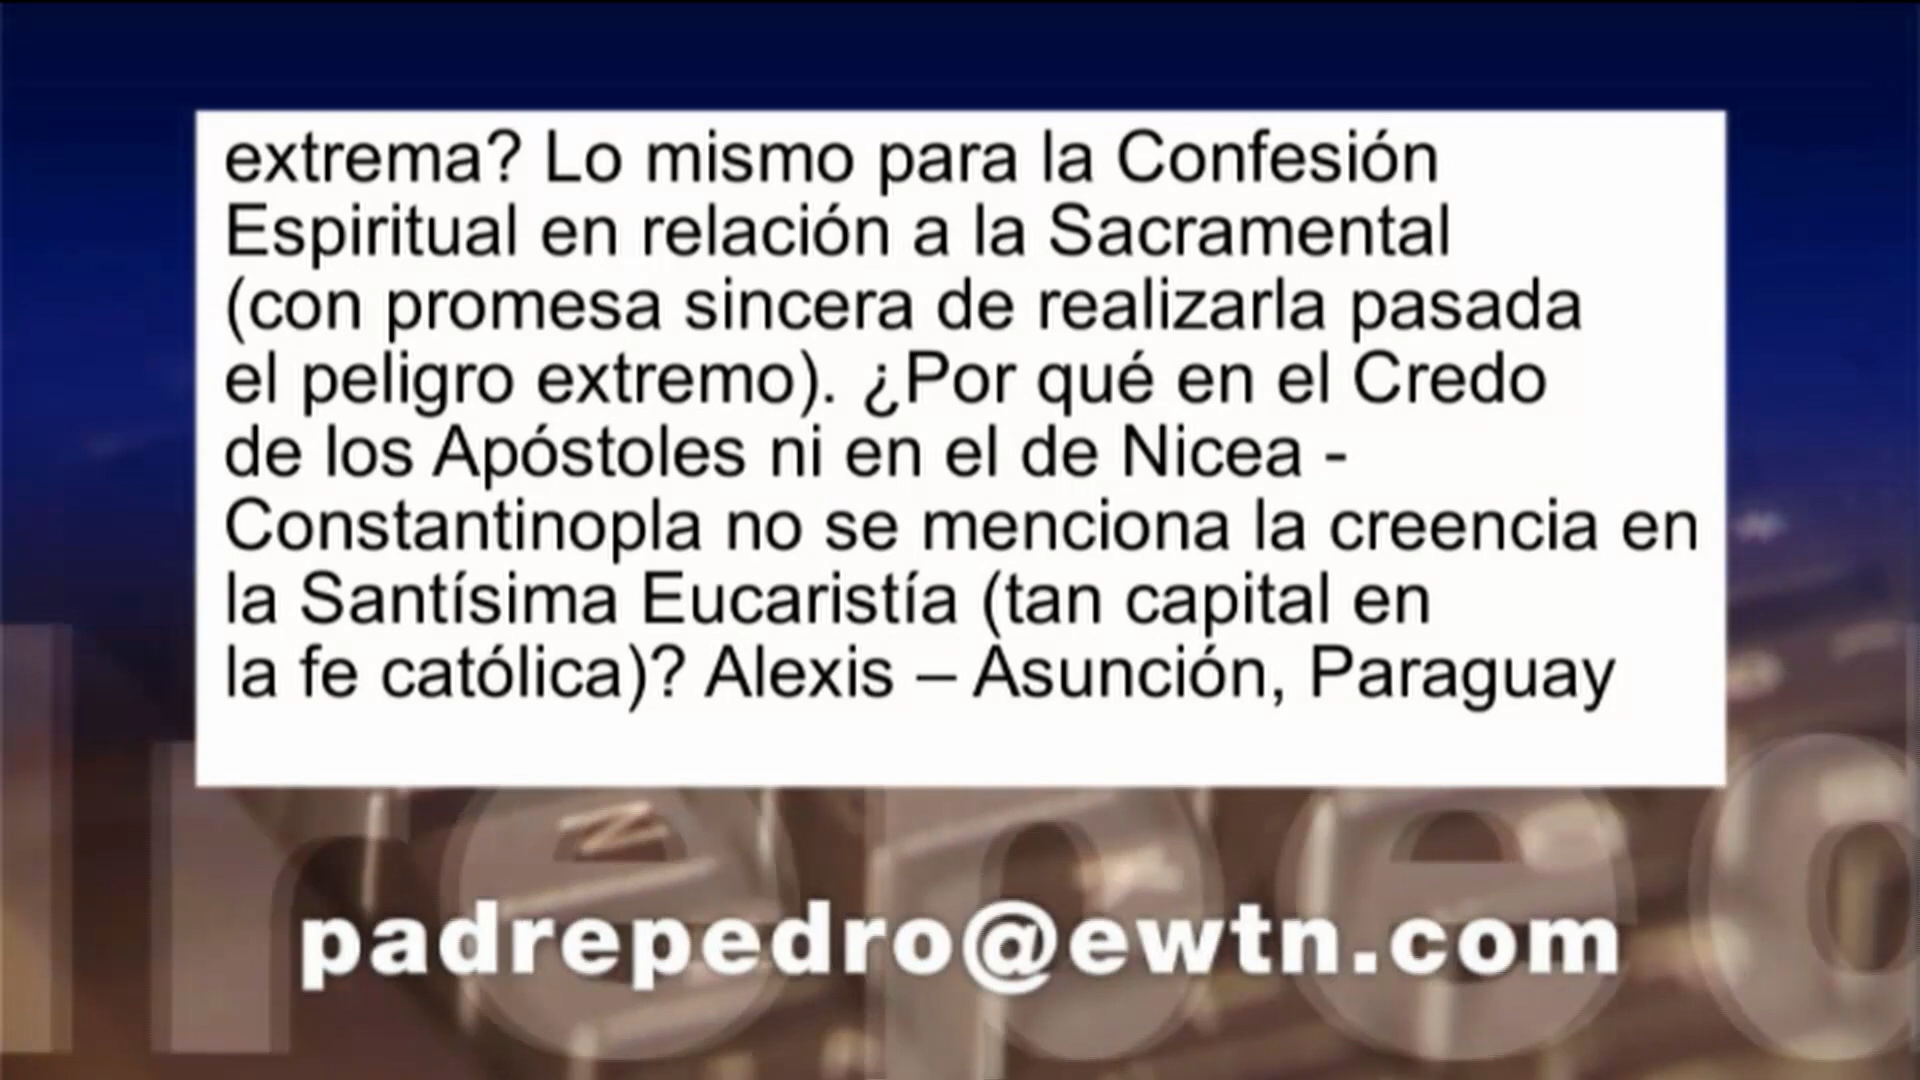 extrema? Lo mismo para la Confesión
Espiritual en relación a la Sacramental
(con promesa sincera de realizarla pasada
el peligro extremo). ¿Por qué en el Credo
de los Apóstoles ni en el de Nicea -
Constantinopla no se menciona la creencia en
la Santísima Eucaristía (tan capital en
la fe católica)? Alexis – Asunción, Paraguay
padrepedro@ewtn.com